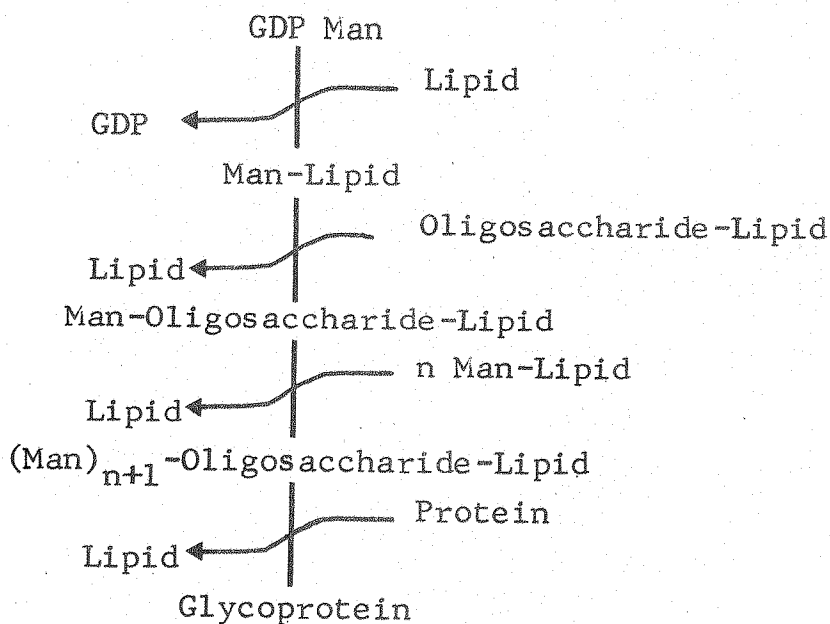 GDP Man
Lipid
GDP
Man-Lipid
Oligosaccharide-Lipid
Lipid
Man-Oligosaccharide-Lipid
n Man-Lipid
Lipid
(Man)n+1-Oligosaccharide-Lipid
Protein
Lipid
Glycoprotein